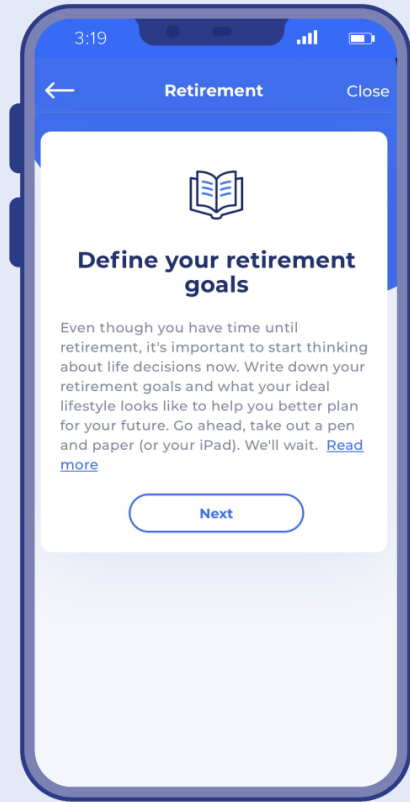 3:19
Retirement
Close
Define your retirement
goals
Even though you have time until
retirement, it's important to start thinking
about life decisions now. Write down your
retirement goals and what your ideal
lifestyle looks like to help you better plan
for your future. Go ahead, take out a pen
and paper (or your iPad). We'll wait. Read
more
Next